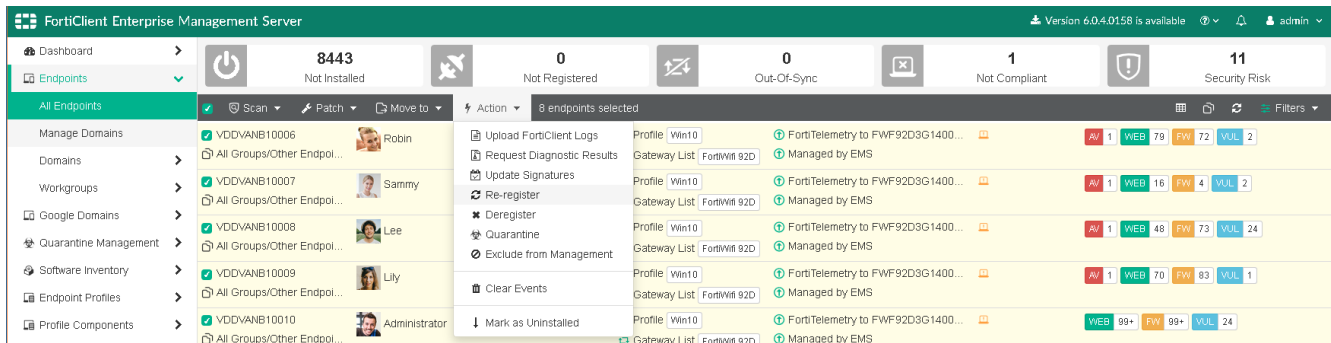 FortiClient Enterprise Management Server
Version 6.0.4.0158 is available
admin
Dashboard
Endpoints
All Endpoints
Manage Domains
Domains
Workgroups
Google Domains
Quarantine Management
Software Inventory
Endpoint Profiles
Profile Components
8443
Not Installed
0
Not Registered
0
Out-Of-Sync
1
Not Compliant
11
Security Risk
Scan Patch Move to Action 8 endpoints selected Filters
Upload FortiClient Logs
Request Diagnostic Results
Update Signatures
Re-register
Deregister
Quarantine
Exclude from Management
Clear Events
Mark as Uninstalled
VDDVANB10006 Robin Profile Win10 FortiTelemetry to FWF92D3G1400... AV 1 WEB 79 FW 72 VUL 2
All Groups/Other Endpoi... Gateway List FortiWifi 92D Managed by EMS
VDDVANB10007 Sammy Profile Win10 FortiTelemetry to FWF92D3G1400... AV 1 WEB 16 FW 4 VUL 2
All Groups/Other Endpoi... Gateway List FortiWifi 92D Managed by EMS
VDDVANB10008 Lee Profile Win10 FortiTelemetry to FWF92D3G1400... AV 1 WEB 48 FW 73 VUL 24
All Groups/Other Endpoi... Gateway List FortiWifi 92D Managed by EMS
VDDVANB10009 Lily Profile Win10 FortiTelemetry to FWF92D3G1400... AV 1 WEB 70 FW 83 VUL 1
All Groups/Other Endpoi... Gateway List FortiWifi 92D Managed by EMS
VDDVANB10010 Administrator Profile Win10 FortiTelemetry to FWF92D3G1400... WEB 99+ FW 99+ VUL 24
All Groups/Other Endpoi... Gateway List FortiWifi 92D Managed by EMS